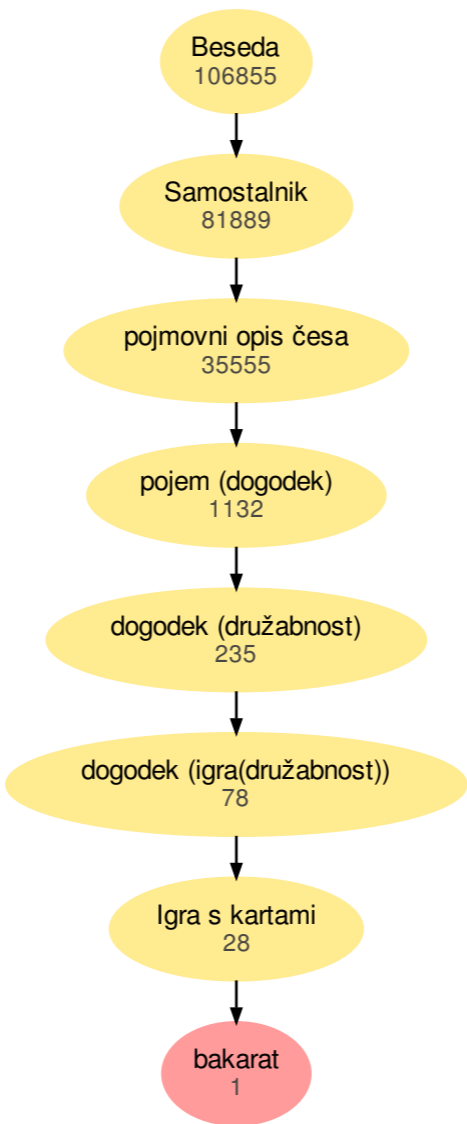 Beseda
106855
Samostalnik
81889
pojmovni opis česa
35555
pojem (dogodek)
1132
dogodek (družabnost)
235
dogodek (igra(družabnost))
78
Igra s kartami
28
bakarat
1